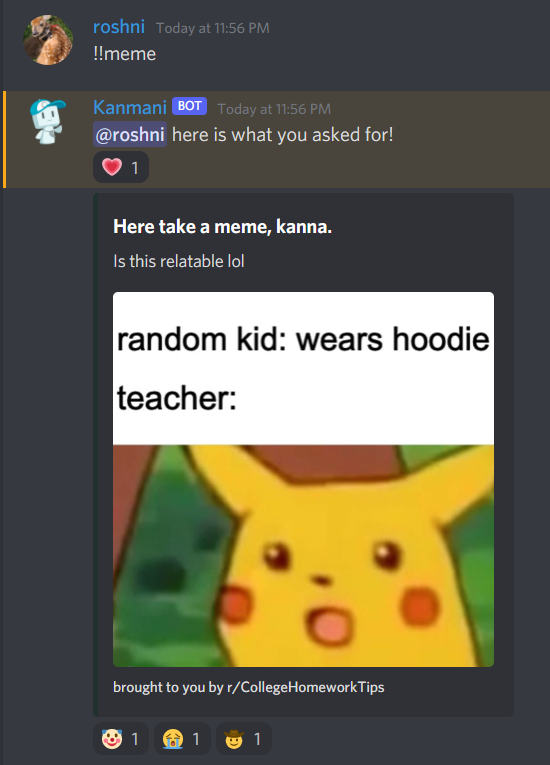 roshni Today at 11:56 PM
!!meme
Kanmani BOT Today at 11:56 PM
@roshni here is what you asked for!
1
Here take a meme, kanna.
Is this relatable lol
random kid: wears hoodie
teacher:
brought to you by r/CollegeHomeworkTips
1 1 1